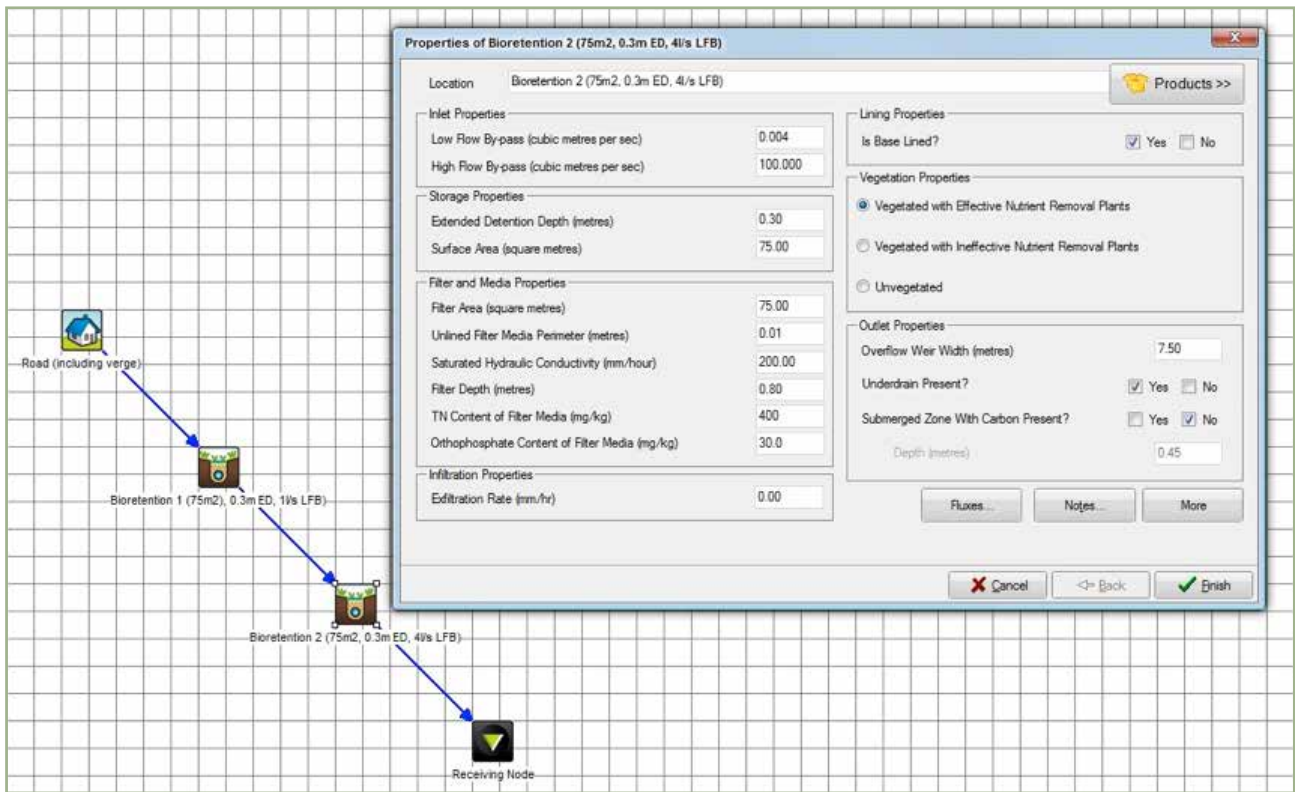 Properties of Bioretention 2 (75m2, 0.3m ED, 4l/s LFB)
Location Bioretention 2 (75m2, 0.3m ED, 4l/s LFB)
Products >>
Inlet Properties
Low Flow By-pass (cubic metres per sec) 0.004
High Flow By-pass (cubic metres per sec) 100.000
Storage Properties
Extended Detention Depth (metres) 0.30
Surface Area (square metres) 75.00
Filter and Media Properties
Filter Area (square metres) 75.00
Unlined Filter Media Perimeter (metres) 0.01
Saturated Hydraulic Conductivity (mm/hour) 200.00
Filter Depth (metres) 0.80
TN Content of Filter Media (mg/kg) 400
Orthophosphate Content of Filter Media (mg/kg) 30.0
Infiltration Properties
Exfiltration Rate (mm/hr) 0.00
Lining Properties
Is Base Lined? Yes No
Vegetation Properties
Vegetated with Effective Nutrient Removal Plants
Vegetated with Ineffective Nutrient Removal Plants
Unvegetated
Outlet Properties
Overflow Weir Width (metres) 7.50
Underdrain Present? Yes No
Submerged Zone With Carbon Present? Yes No
Depth (metres) 0.45
Fluxes... Notes... More
Cancel <= Back Finish
Road (including verge)
Bioretention 1 (75m2), 0.3m ED, 1l/s LFB)
Bioretention 2 (75m2, 0.3m ED, 4l/s LFB)
Receiving Node